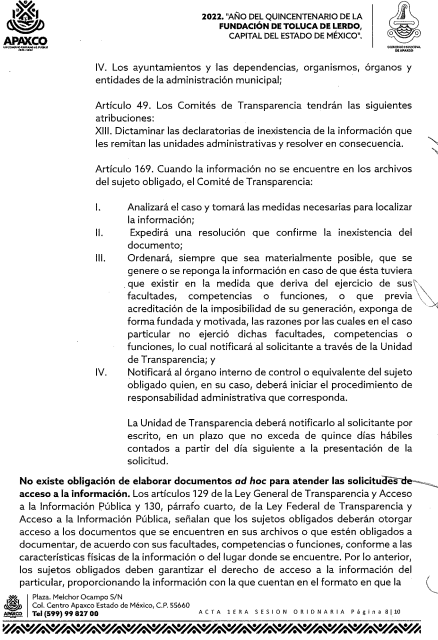 2022. "AÑO DEL QUINCENTENARIO DE LA
FUNDACIÓN DE TOLUCA DE LERDO,
CAPITAL DEL ESTADO DE MÉXICO".
APAXCO
IV. Los ayuntamientos y las dependencias, organismos, órganos y
entidades de la administración municipal;
Artículo 49. Los Comités de Transparencia tendrán las siguientes
atribuciones:
XIII. Dictaminar las declaratorias de inexistencia de la información que
les remitan las unidades administrativas y resolver en consecuencia.
Artículo 169. Cuando la información no se encuentre en los archivos
del sujeto obligado, el Comité de Transparencia:
I. Analizará el caso y tomará las medidas necesarias para localizar
la información;
II. Expedirá una resolución que confirme la inexistencia del
documento;
III. Ordenará, siempre que sea materialmente posible, que se
genere o se reponga la información en caso de que ésta tuviera
que existir en la medida que deriva del ejercicio de sus
facultades, competencias o funciones, o que previa
acreditación de la imposibilidad de su generación, exponga de
forma fundada y motivada, las razones por las cuales en el caso
particular no ejerció dichas facultades, competencias o
funciones, lo cual notificará al solicitante a través de la Unidad
de Transparencia; y
IV. Notificará al órgano interno de control o equivalente del sujeto
obligado quien, en su caso, deberá iniciar el procedimiento de
responsabilidad administrativa que corresponda.
La Unidad de Transparencia deberá notificarlo al solicitante por
escrito, en un plazo que no exceda de quince días hábiles
contados a partir del día siguiente a la presentación de la
solicitud.
No existe obligación de elaborar documentos ad hoc para atender las solicitudes de
acceso a la información. Los artículos 129 de la Ley General de Transparencia y Acceso
a la Información Pública y 130, párrafo cuarto, de la Ley Federal de Transparencia y
Acceso a la Información Pública, señalan que los sujetos obligados deberán otorgar
acceso a los documentos que se encuentren en sus archivos o que estén obligados a
documentar, de acuerdo con sus facultades, competencias o funciones, conforme a las
características físicas de la información o del lugar donde se encuentre. Por lo anterior,
los sujetos obligados deben garantizar el derecho de acceso a la información del
particular, proporcionando la información con la que cuentan en el formato en que la
APAXCO
Plaza. Melchor Ocampo S/N
Col. Centro Apaxco Estado de México, C.P. 55660
Tel (599) 99 827 00
ACTA 1ERA SESION ORIDNARIA Página 8|10